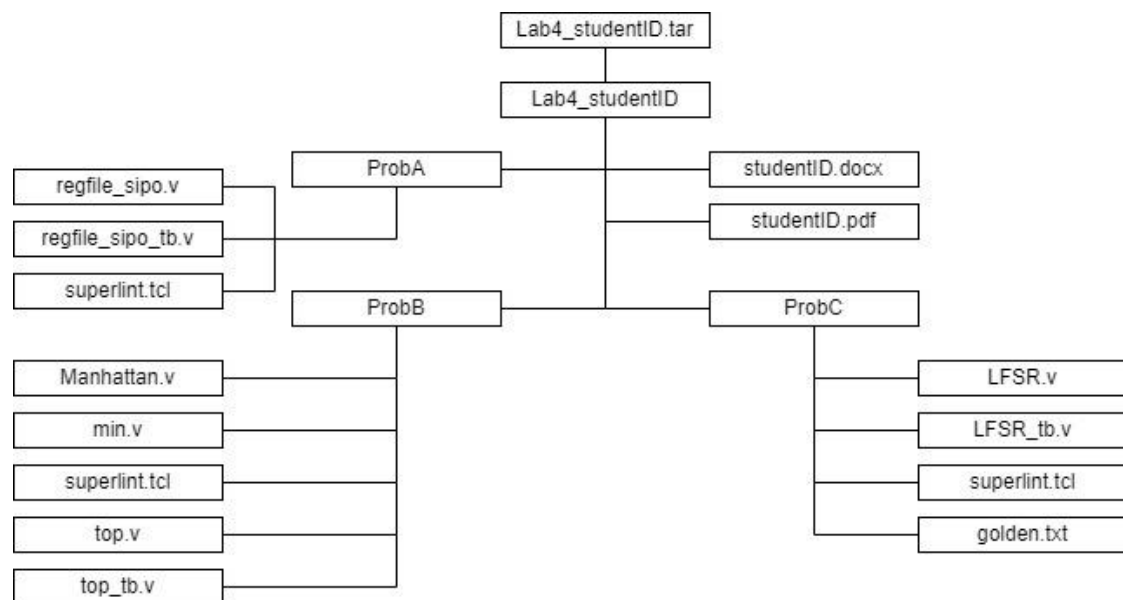 Lab4_studentID.tar
Lab4_studentID
ProbA
studentID.docx
regfile_sipo.v
studentID.pdf
regfile_sipo_tb.v
superlint.tcl
ProbB
ProbC
Manhattan.v
LFSR.v
min.v
LFSR_tb.v
superlint.tcl
superlint.tcl
top.v
golden.txt
top_tb.v